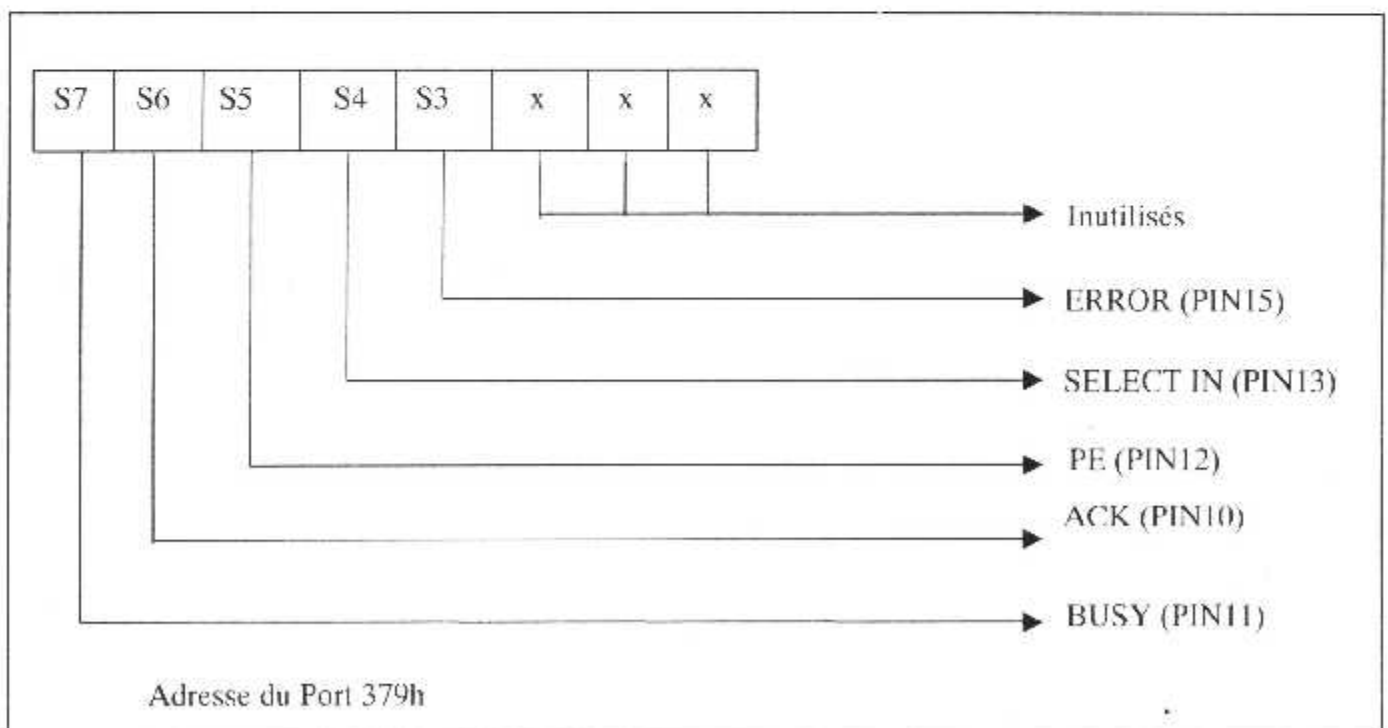 S7 S6 S5 S4 S3 x x x
Inutilisés
ERROR (PIN15)
SELECT IN (PIN13)
PE (PIN12)
ACK (PIN10)
BUSY (PIN11)
Adresse du Port 379h